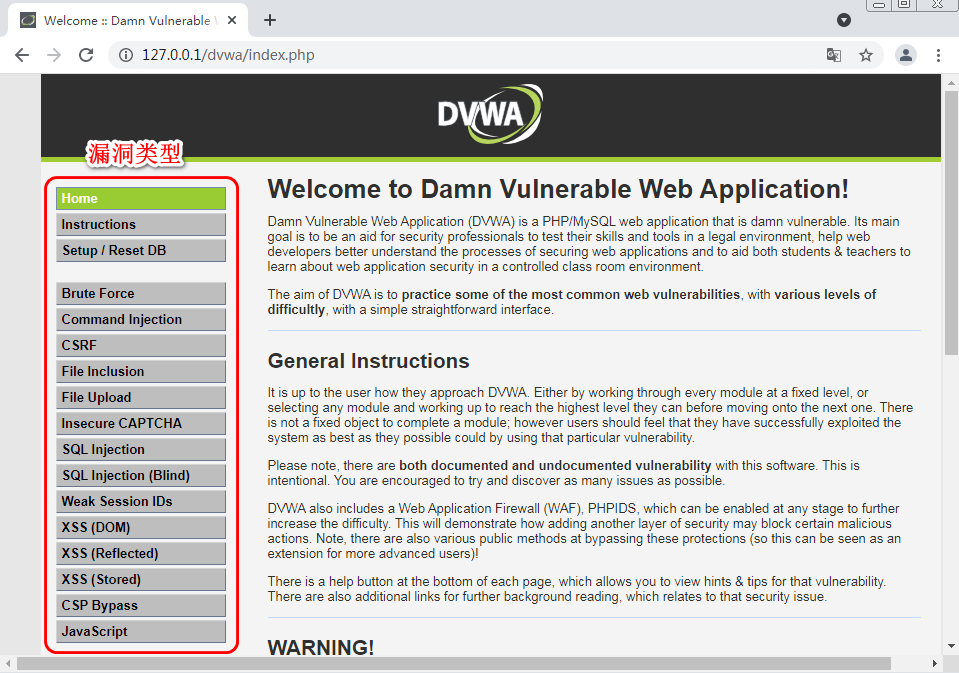 Welcome :: Damn Vulnerable
127.0.0.1/dvwa/index.php
DVWA
漏洞类型
Home
Instructions
Setup / Reset DB
Brute Force
Command Injection
CSRF
File Inclusion
File Upload
Insecure CAPTCHA
SQL Injection
SQL Injection (Blind)
Weak Session IDs
XSS (DOM)
XSS (Reflected)
XSS (Stored)
CSP Bypass
JavaScript
Welcome to Damn Vulnerable Web Application!
Damn Vulnerable Web Application (DVWA) is a PHP/MySQL web application that is damn vulnerable. Its main
goal is to be an aid for security professionals to test their skills and tools in a legal environment, help web
developers better understand the processes of securing web applications and to aid both students & teachers to
learn about web application security in a controlled class room environment.
The aim of DVWA is to practice some of the most common web vulnerabilities, with various levels of
difficultly, with a simple straightforward interface.
General Instructions
It is up to the user how they approach DVWA. Either by working through every module at a fixed level, or
selecting any module and working up to reach the highest level they can before moving onto the next one. There
is not a fixed object to complete a module; however users should feel that they have successfully exploited the
system as best as they possible could by using that particular vulnerability.
Please note, there are both documented and undocumented vulnerability with this software. This is
intentional. You are encouraged to try and discover as many issues as possible.
DVWA also includes a Web Application Firewall (WAF), PHPIDS, which can be enabled at any stage to further
increase the difficulty. This will demonstrate how adding another layer of security may block certain malicious
actions. Note, there are also various public methods at bypassing these protections (so this can be seen as an
extension for more advanced users)!
There is a help button at the bottom of each page, which allows you to view hints & tips for that vulnerability.
There are also additional links for further background reading, which relates to that security issue.
WARNING!